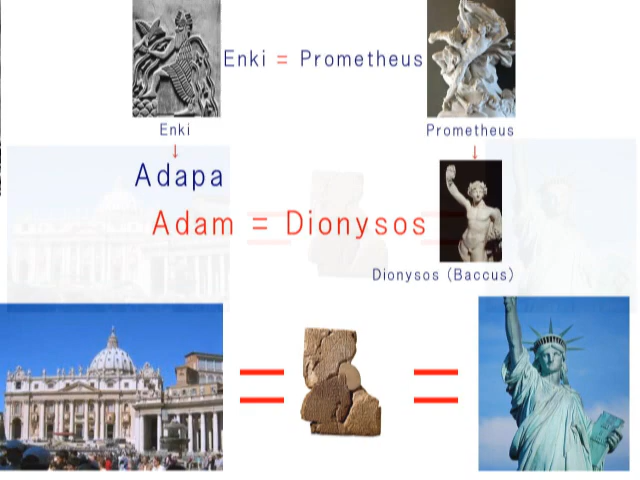 Enki = Prometheus
Enki
Prometheus
↓
↓
Adapa
Adam = Dionysos
Dionysos (Baccus)
= =